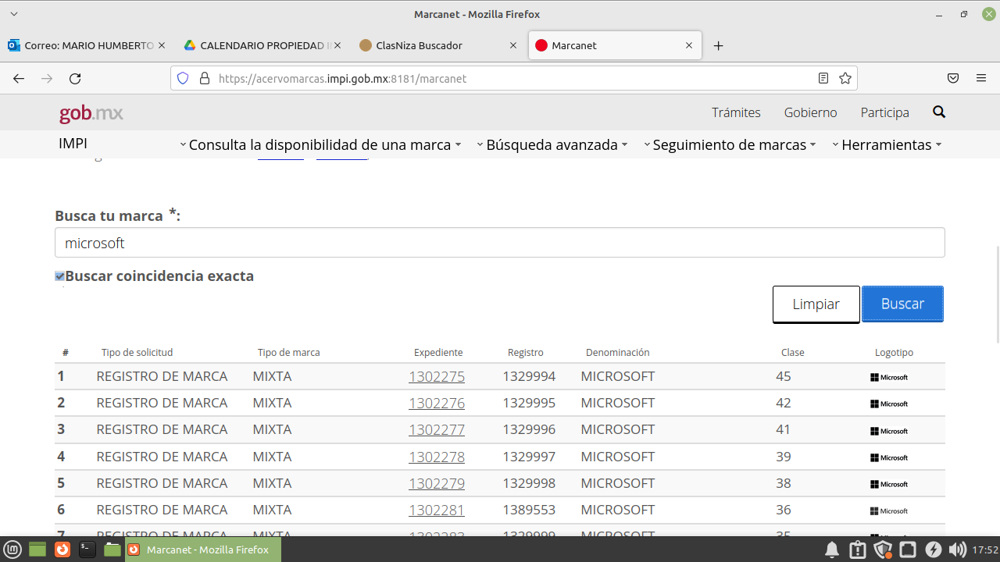 Marcanet - Mozilla Firefox
Correo: MARIO HUMBERTO
CALENDARIO PROPIEDAD I
ClasNiza Buscador
Marcanet
https://acervomarcas.impi.gob.mx:8181/marcanet
gob.mx
Trámites Gobierno Participa
IMPI Consulta la disponibilidad de una marca Búsqueda avanzada Seguimiento de marcas Herramientas
Busca tu marca *:
microsoft
Buscar coincidencia exacta
Limpiar Buscar
# Tipo de solicitud Tipo de marca Expediente Registro Denominación Clase Logotipo
1 REGISTRO DE MARCA MIXTA 1302275 1329994 MICROSOFT 45 Microsoft
2 REGISTRO DE MARCA MIXTA 1302276 1329995 MICROSOFT 42 Microsoft
3 REGISTRO DE MARCA MIXTA 1302277 1329996 MICROSOFT 41 Microsoft
4 REGISTRO DE MARCA MIXTA 1302278 1329997 MICROSOFT 39 Microsoft
5 REGISTRO DE MARCA MIXTA 1302279 1329998 MICROSOFT 38 Microsoft
6 REGISTRO DE MARCA MIXTA 1302281 1389553 MICROSOFT 36 Microsoft
7 REGISTRO DE MARCA MIXTA 1302283 1329999 MICROSOFT 35
Marcanet - Mozilla Firefox
17:52